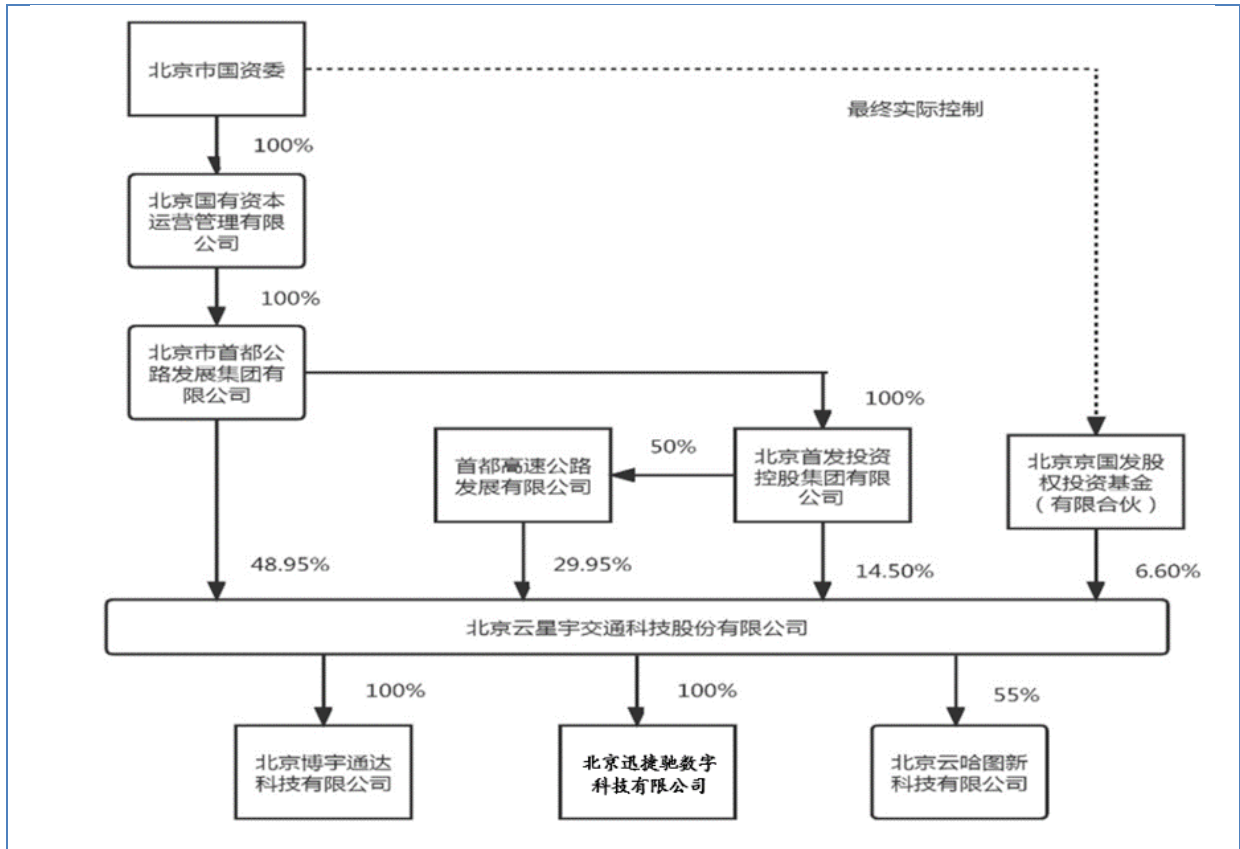 北京市国资委
最终实际控制
100%
北京国有资本
运营管理有限
公司
100%
北京市首都公
路发展集团有
限公司
100%
首都高速公路
发展有限公司
50%
北京首发投资
控股集团有限
公司
北京京国发股
权投资基金
（有限合伙）
48.95%
29.95%
14.50%
6.60%
北京云星宇交通科技股份有限公司
100%
100%
55%
北京博宇通达
科技有限公司
北京迅捷驰数字
科技有限公司
北京云哈图新
科技有限公司